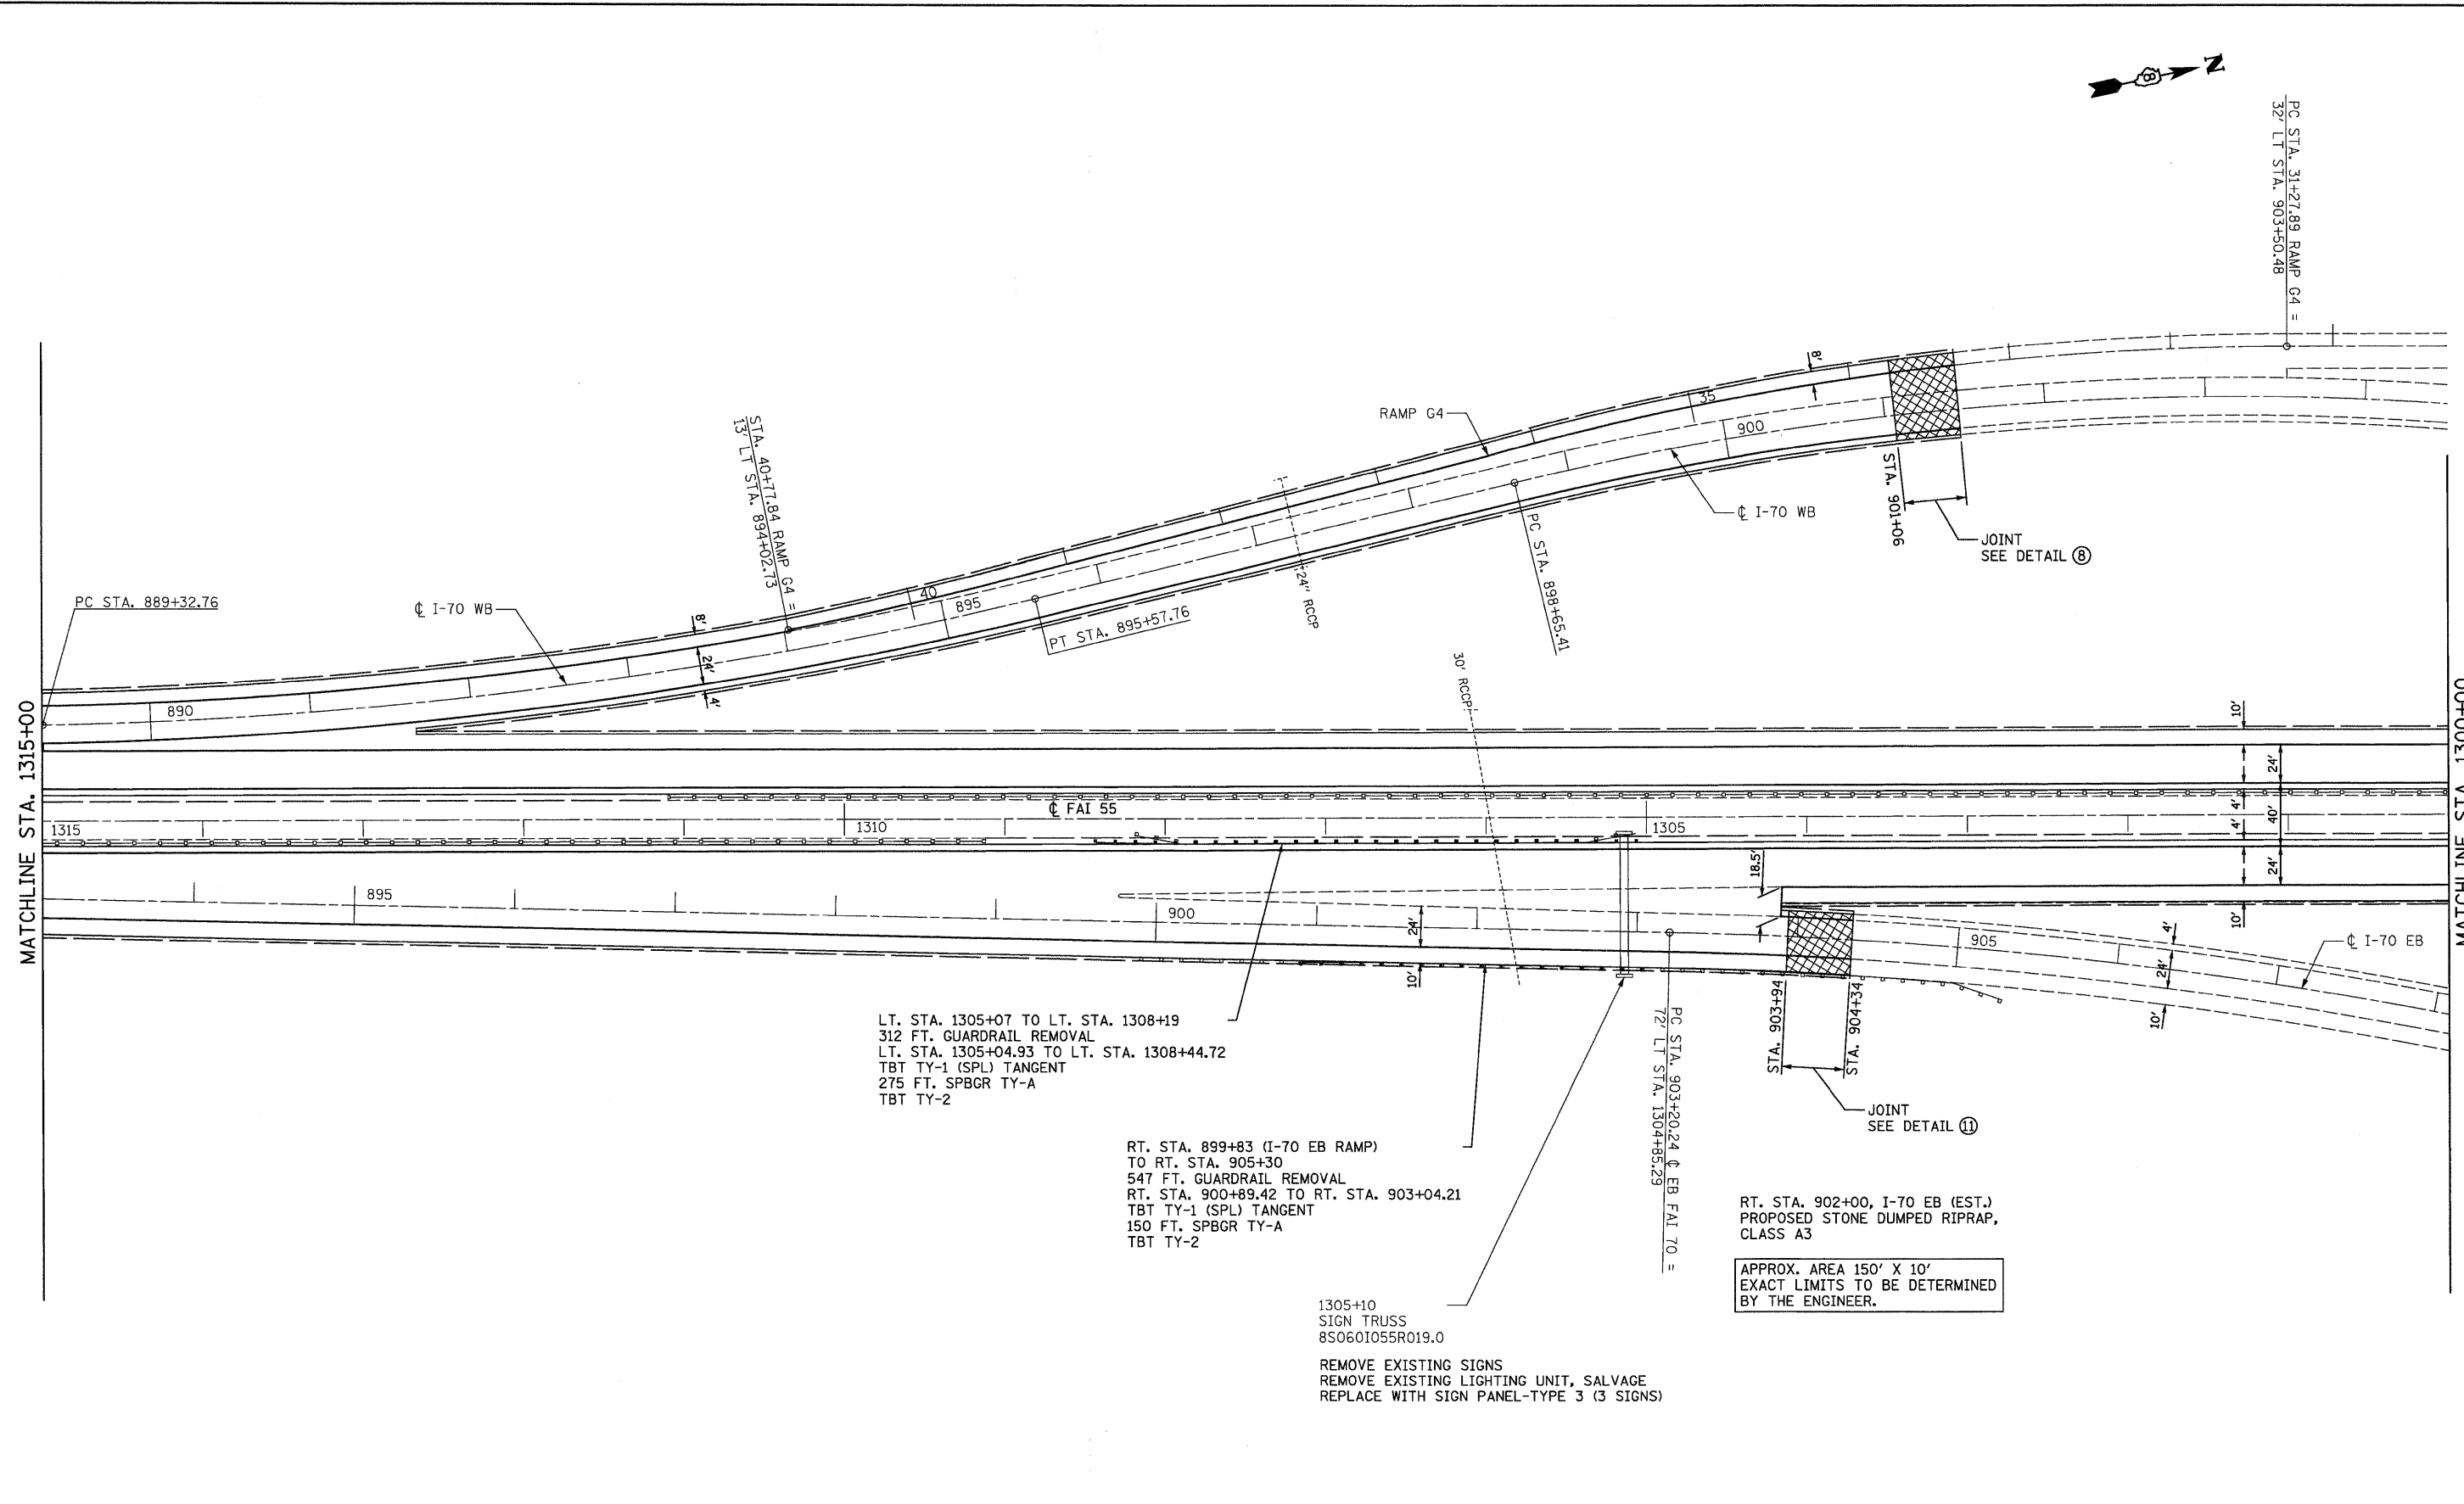 N
8
PC STA. 31+27.89 RAMP G4 =
32' LT STA. 903+50.48
8'
35
RAMP G4
900
STA. 40+77.84 RAMP G4 =
13' LT STA. 894+02.73
STA. 901+06
℄ I-70 WB
JOINT
SEE DETAIL 8
24" RCCP
PC STA. 898+65.41
40
895
PC STA. 889+32.76
℄ I-70 WB
8'
PT STA. 895+57.76
24'
4'
30' RCCP
890
MATCHLINE STA. 1315+00
MATCHLINE STA. 1300+00
10'
24'
24'
4'
40'
4'
24'
10'
℄ FAI 55
1315
1310
1305
18.5'
895
900
24'
10'
905
4'
24'
10'
℄ I-70 EB
STA. 903+94
STA. 904+34
LT. STA. 1305+07 TO LT. STA. 1308+19
312 FT. GUARDRAIL REMOVAL
LT. STA. 1305+04.93 TO LT. STA. 1308+44.72
TBT TY-1 (SPL) TANGENT
275 FT. SPBGR TY-A
TBT TY-2
PC STA. 903+20.24 ℄ EB FAI 70 =
72' LT STA. 1304+85.29
JOINT
SEE DETAIL 11
RT. STA. 899+83 (I-70 EB RAMP)
TO RT. STA. 905+30
547 FT. GUARDRAIL REMOVAL
RT. STA. 900+89.42 TO RT. STA. 903+04.21
TBT TY-1 (SPL) TANGENT
150 FT. SPBGR TY-A
TBT TY-2
RT. STA. 902+00, I-70 EB (EST.)
PROPOSED STONE DUMPED RIPRAP,
CLASS A3
APPROX. AREA 150' X 10'
EXACT LIMITS TO BE DETERMINED
BY THE ENGINEER.
1305+10
SIGN TRUSS
8S060I055R019.0
REMOVE EXISTING SIGNS
REMOVE EXISTING LIGHTING UNIT, SALVAGE
REPLACE WITH SIGN PANEL-TYPE 3 (3 SIGNS)